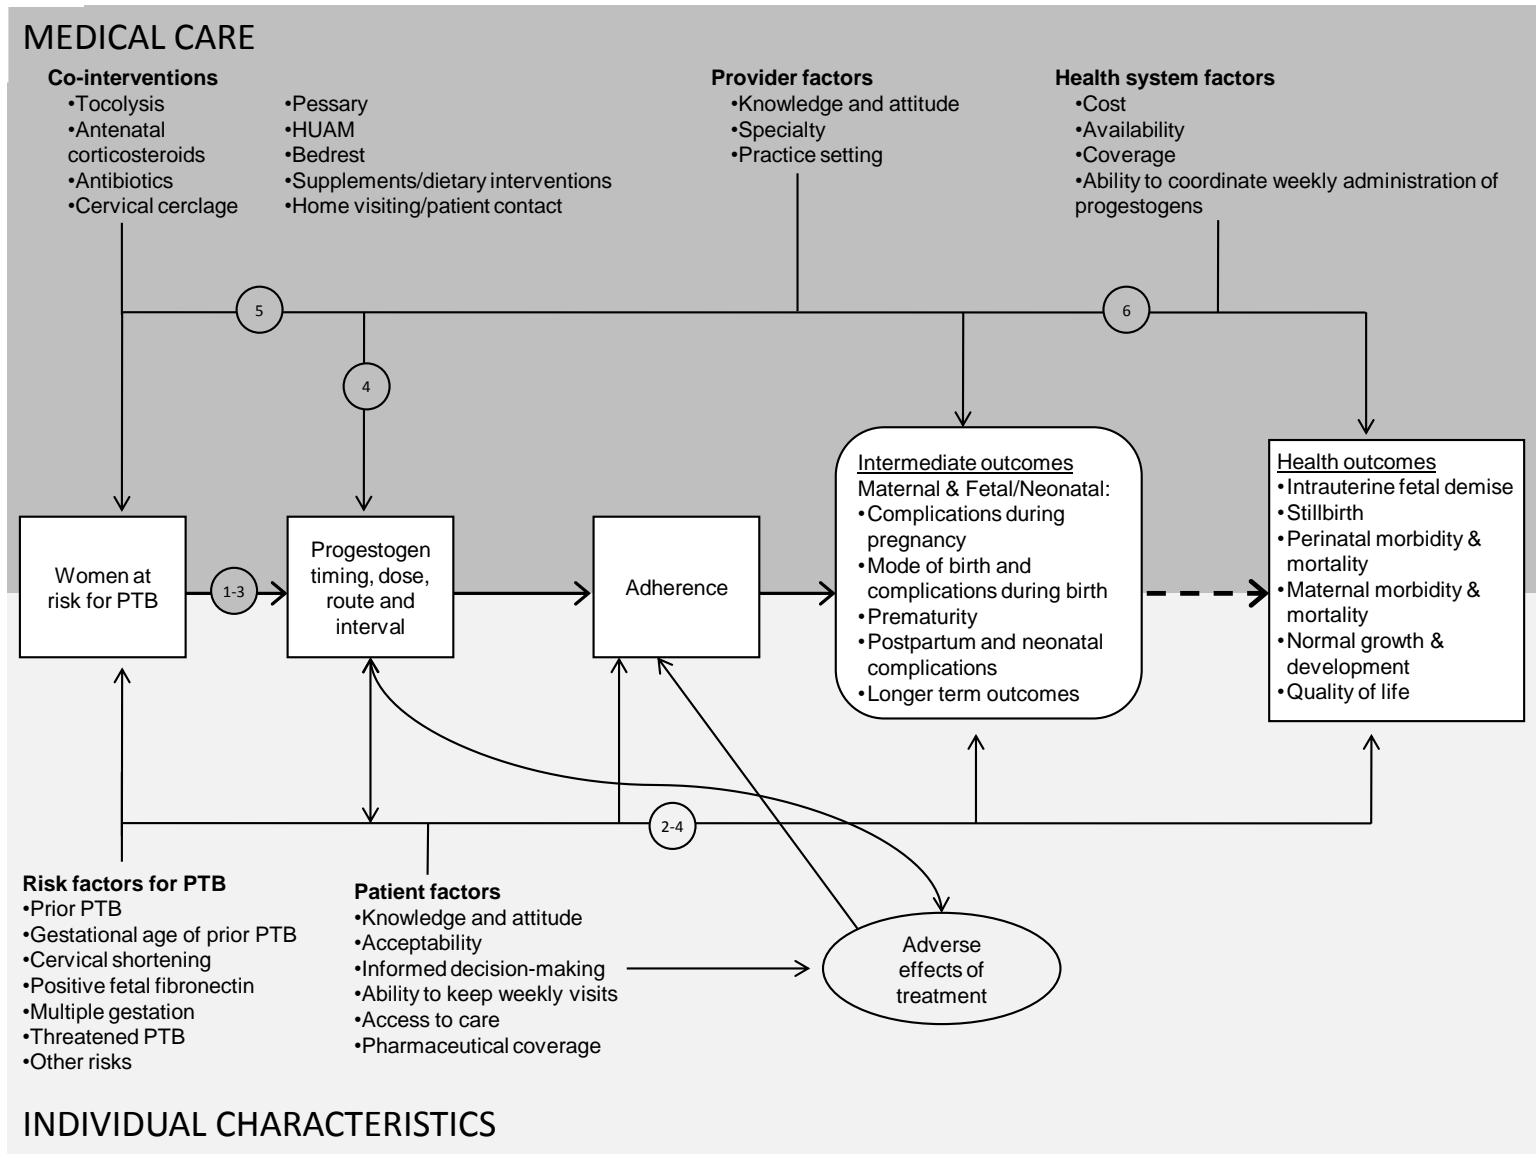 MEDICAL CARE
Co-interventions
•Tocolysis
•Antenatal
corticosteroids
•Antibiotics
•Cervical cerclage
•Pessary
•HUAM
•Bedrest
•Supplements/dietary interventions
•Home visiting/patient contact
Provider factors
•Knowledge and attitude
•Specialty
•Practice setting
Health system factors
•Cost
•Availability
•Coverage
•Ability to coordinate weekly administration of
progestogens
5
6
4
Women at
risk for PTB
1-3
Progestogen
timing, dose,
route and
interval
Adherence
Intermediate outcomes
Maternal & Fetal/Neonatal:
•Complications during
pregnancy
•Mode of birth and
complications during birth
•Prematurity
•Postpartum and neonatal
complications
•Longer term outcomes
Health outcomes
•Intrauterine fetal demise
•Stillbirth
•Perinatal morbidity &
mortality
•Maternal morbidity &
mortality
•Normal growth &
development
•Quality of life
2-4
Risk factors for PTB
•Prior PTB
•Gestational age of prior PTB
•Cervical shortening
•Positive fetal fibronectin
•Multiple gestation
•Threatened PTB
•Other risks
Patient factors
•Knowledge and attitude
•Acceptability
•Informed decision-making
•Ability to keep weekly visits
•Access to care
•Pharmaceutical coverage
Adverse
effects of
treatment
INDIVIDUAL CHARACTERISTICS